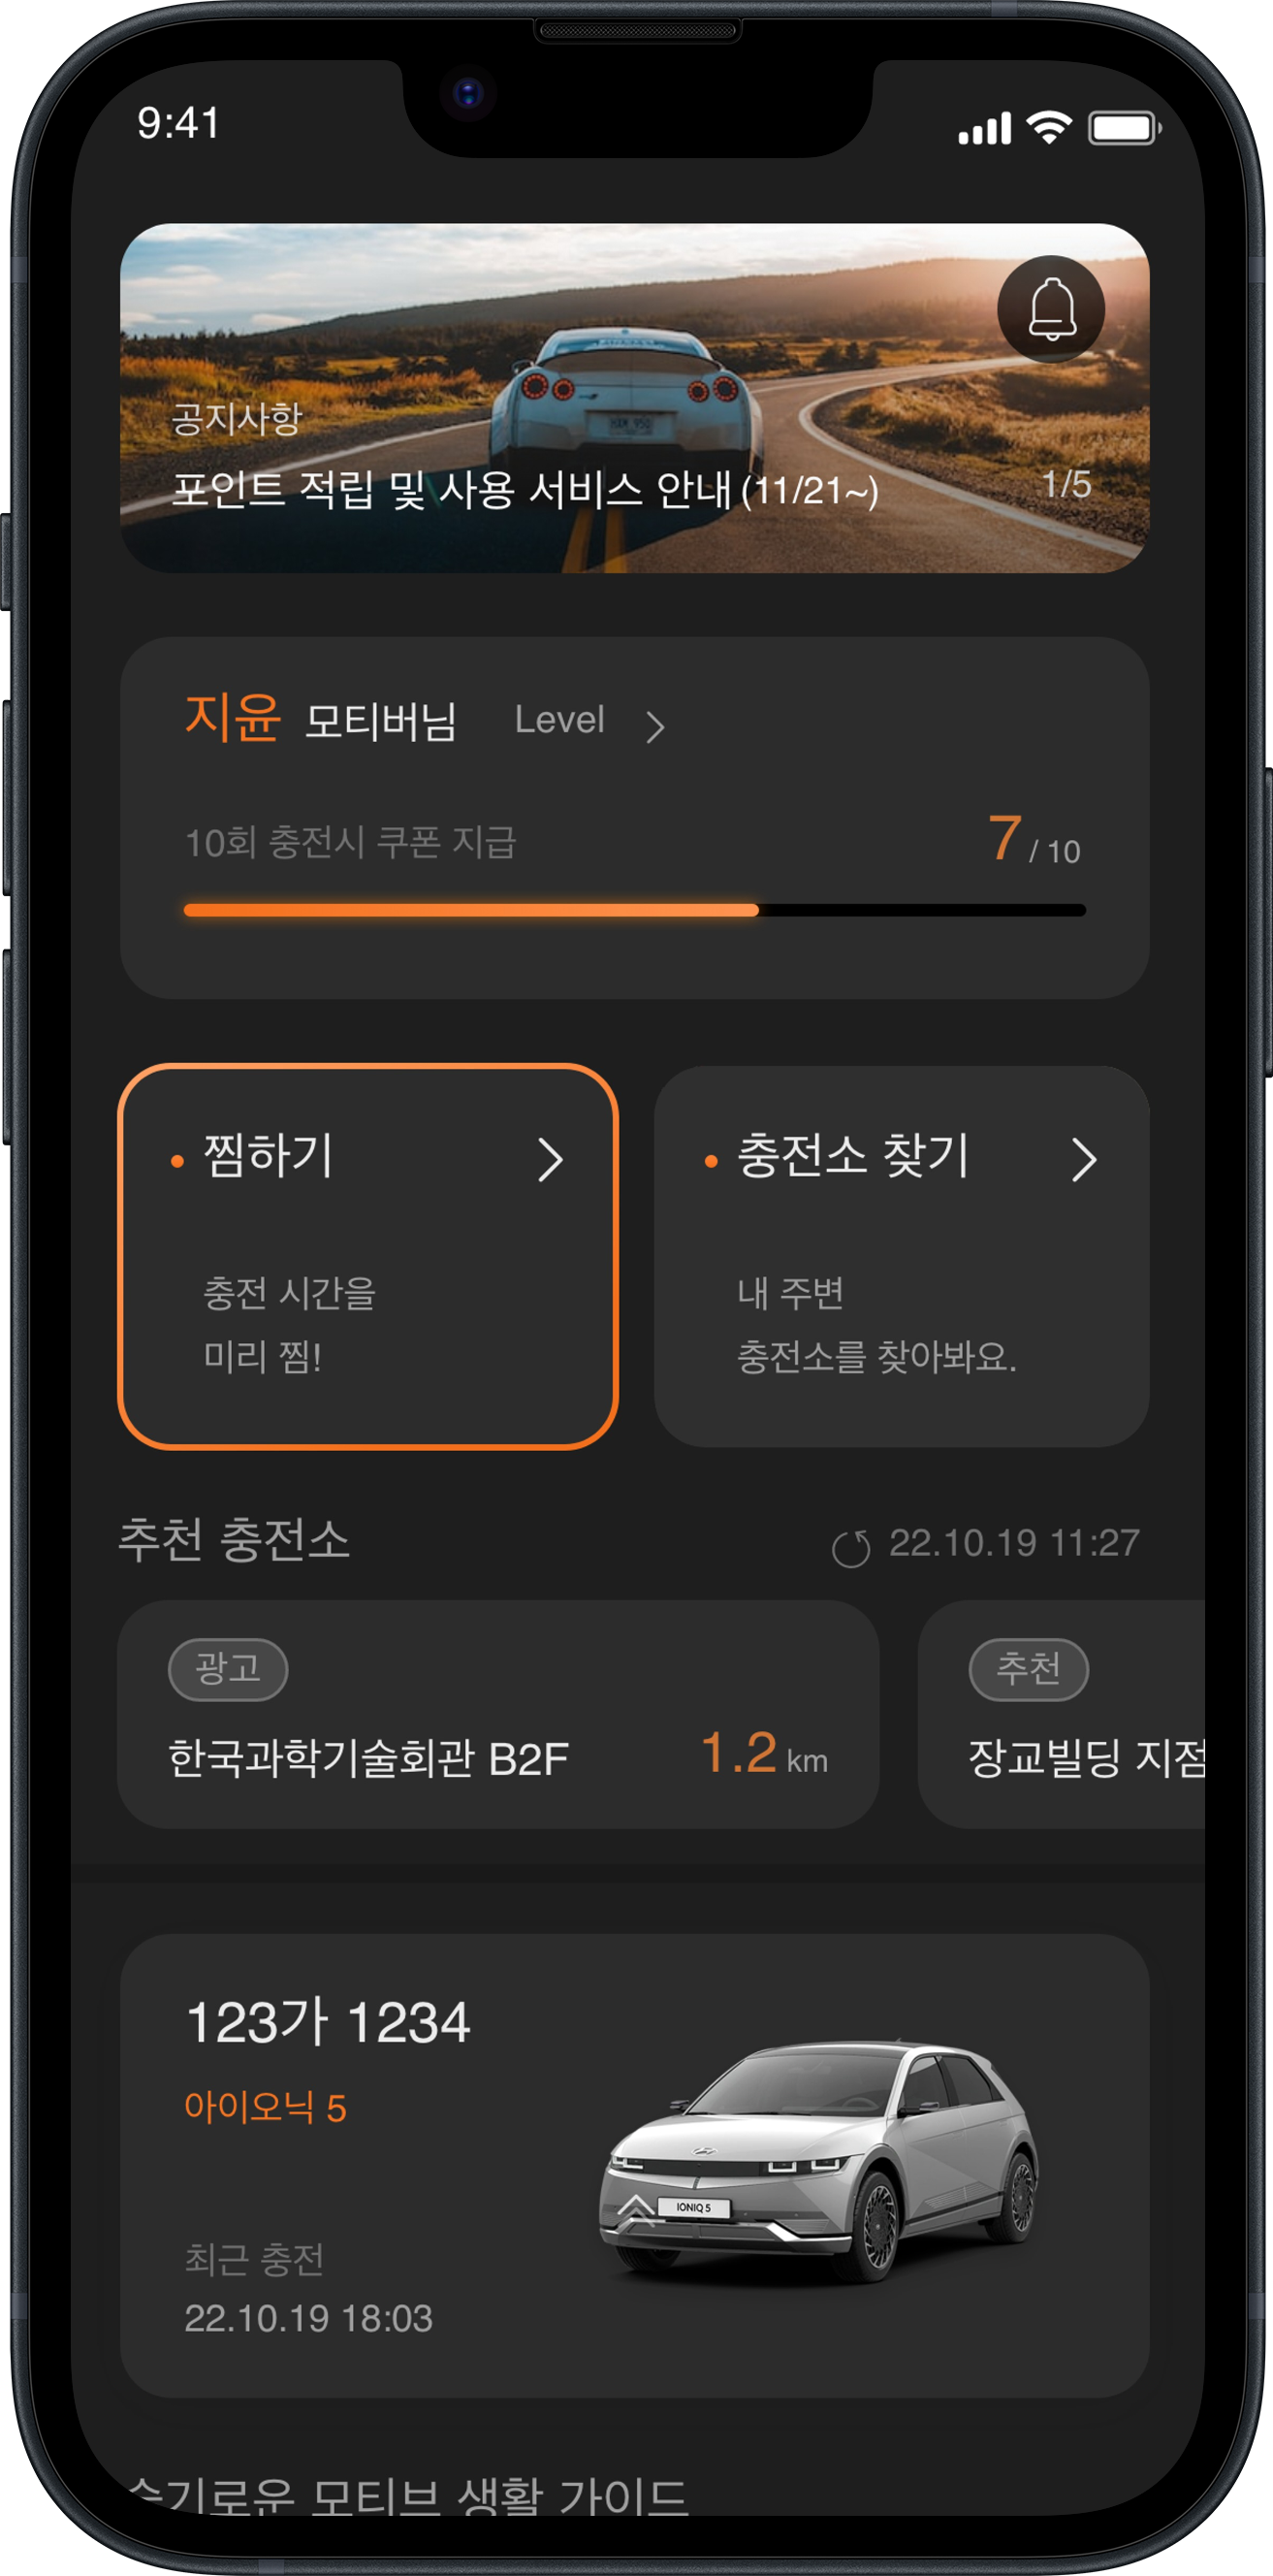 9:41
공지사항
포인트 적립 및 사용 서비스 안내 (11/21~)
1/5
지윤 모티버님 Level
10회 충전시 쿠폰 지급
7 / 10
찜하기
충전 시간을
미리 찜!
충전소 찾기
내 주변
충전소를 찾아봐요.
추천 충전소
22.10.19 11:27
광고
한국과학기술회관 B2F
1.2 km
추천
장교빌딩 지점
123가 1234
아이오닉 5
IONIQ 5
최근 충전
22.10.19 18:03
슬기로운 모티브 생활 가이드